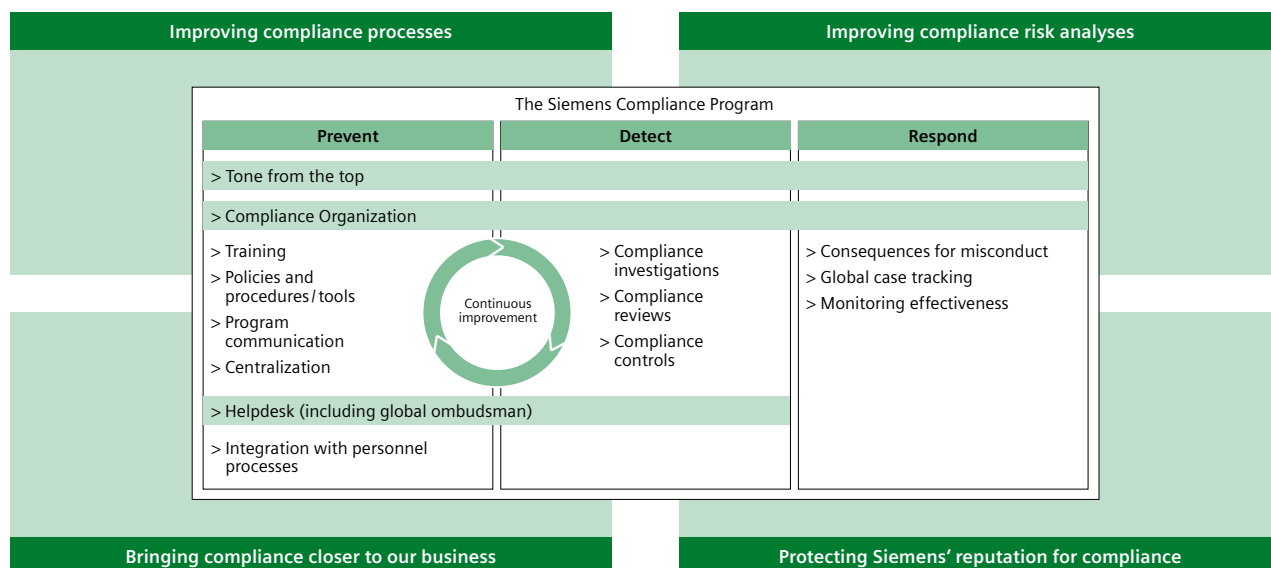 Improving compliance processes
Improving compliance risk analyses
The Siemens Compliance Program
Prevent
Detect
Respond
> Tone from the top
> Compliance Organization
> Training
> Policies and
procedures/tools
> Program
communication
> Centralization
Continuous
improvement
> Compliance
investigations
> Compliance
reviews
> Compliance
controls
> Consequences for misconduct
> Global case tracking
> Monitoring effectiveness
> Helpdesk (including global ombudsman)
> Integration with personnel
processes
Bringing compliance closer to our business
Protecting Siemens’ reputation for compliance